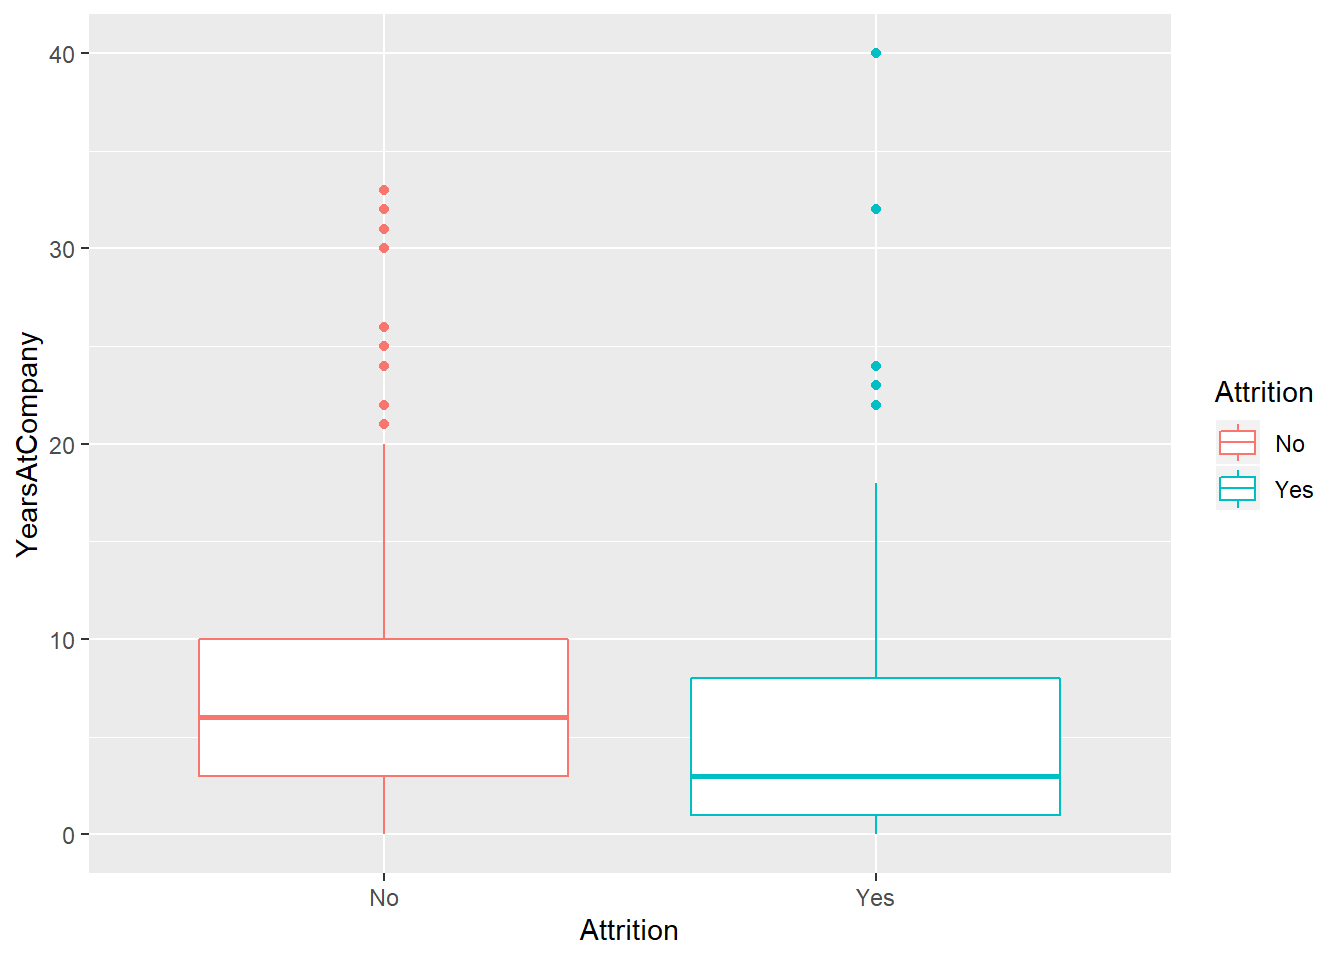 40
30
20
10
0
YearsAtCompany
No
Yes
Attrition
Attrition
No
Yes